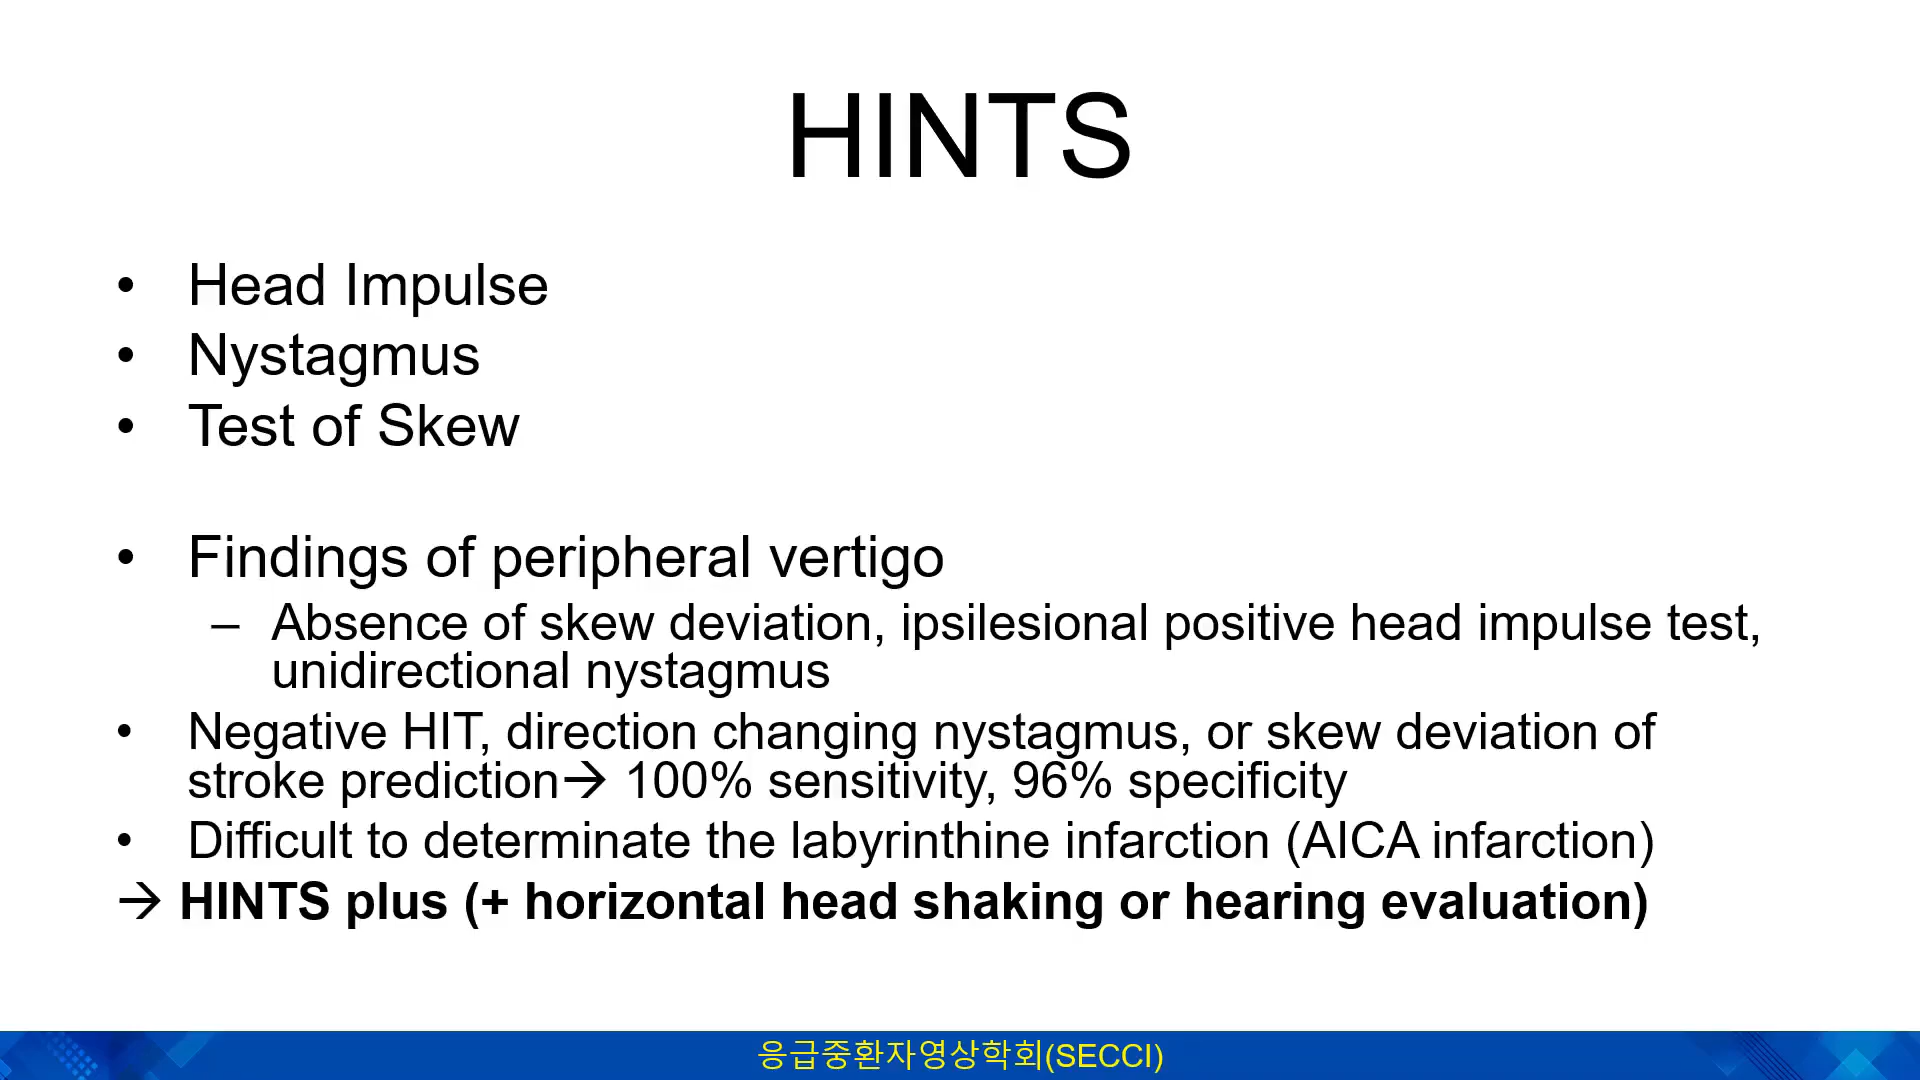 HINTS
• Head Impulse
• Nystagmus
• Test of Skew
• Findings of peripheral vertigo
– Absence of skew deviation, ipsilesional positive head impulse test,
unidirectional nystagmus
• Negative HIT, direction changing nystagmus, or skew deviation of
stroke prediction→ 100% sensitivity, 96% specificity
• Difficult to determinate the labyrinthine infarction (AICA infarction)
→ HINTS plus (+ horizontal head shaking or hearing evaluation)
응급중환자영상학회(SECCI)